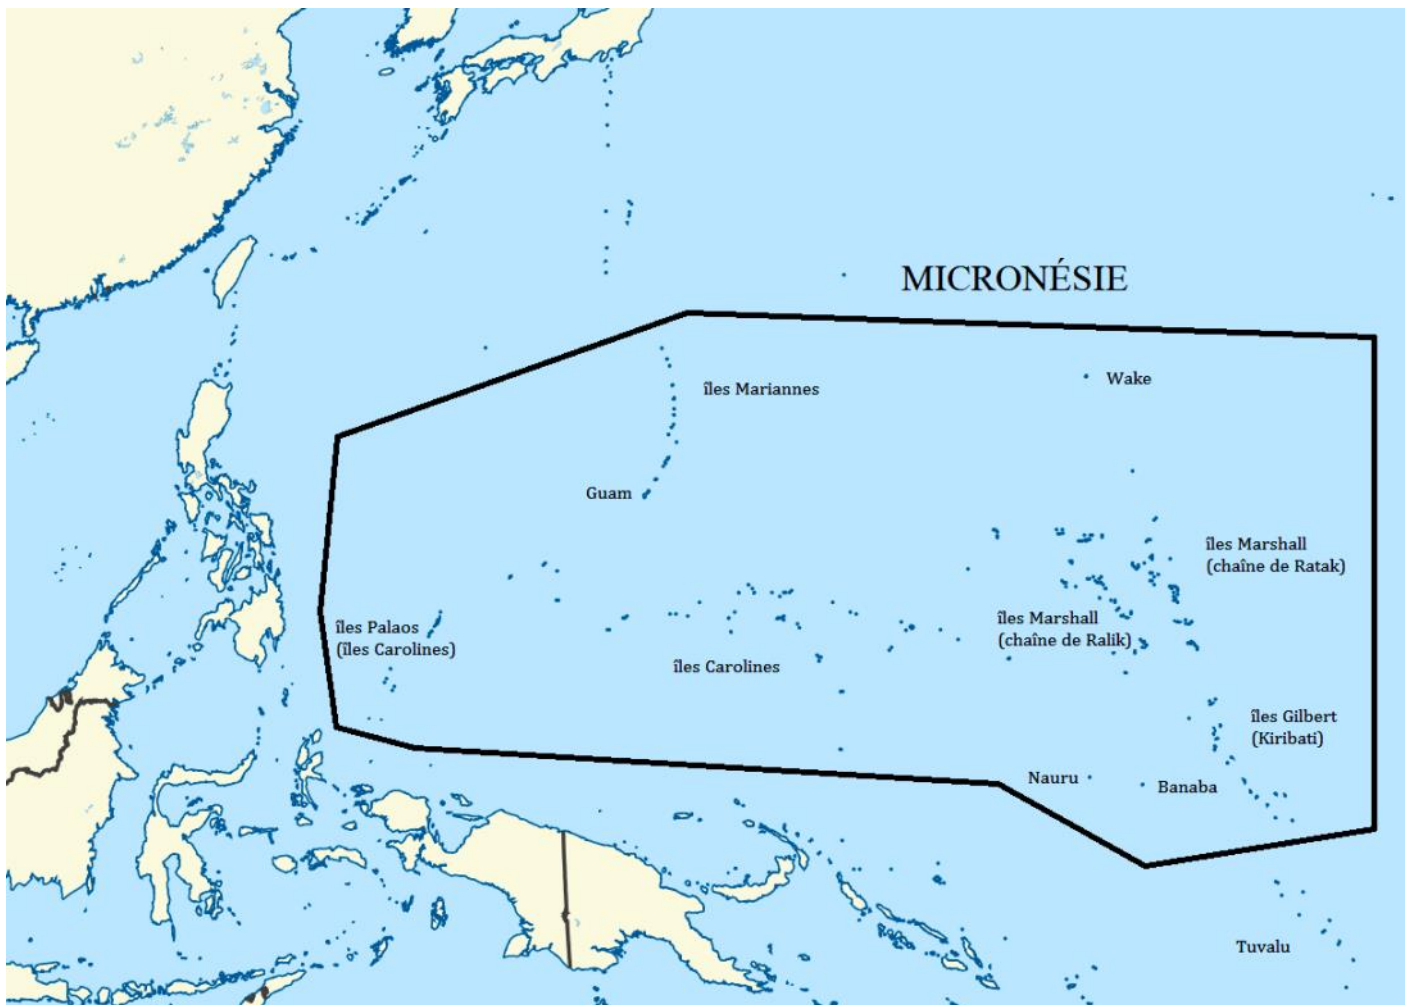 MICRONÉSIE
Wake
îles Mariannes
Guam
îles Marshall
(chaîne de Ratak)
îles Marshall
(chaîne de Ralik)
îles Palaos
(îles Carolines)
îles Carolines
îles Gilbert
(Kiribati)
Nauru
Banaba
Tuvalu